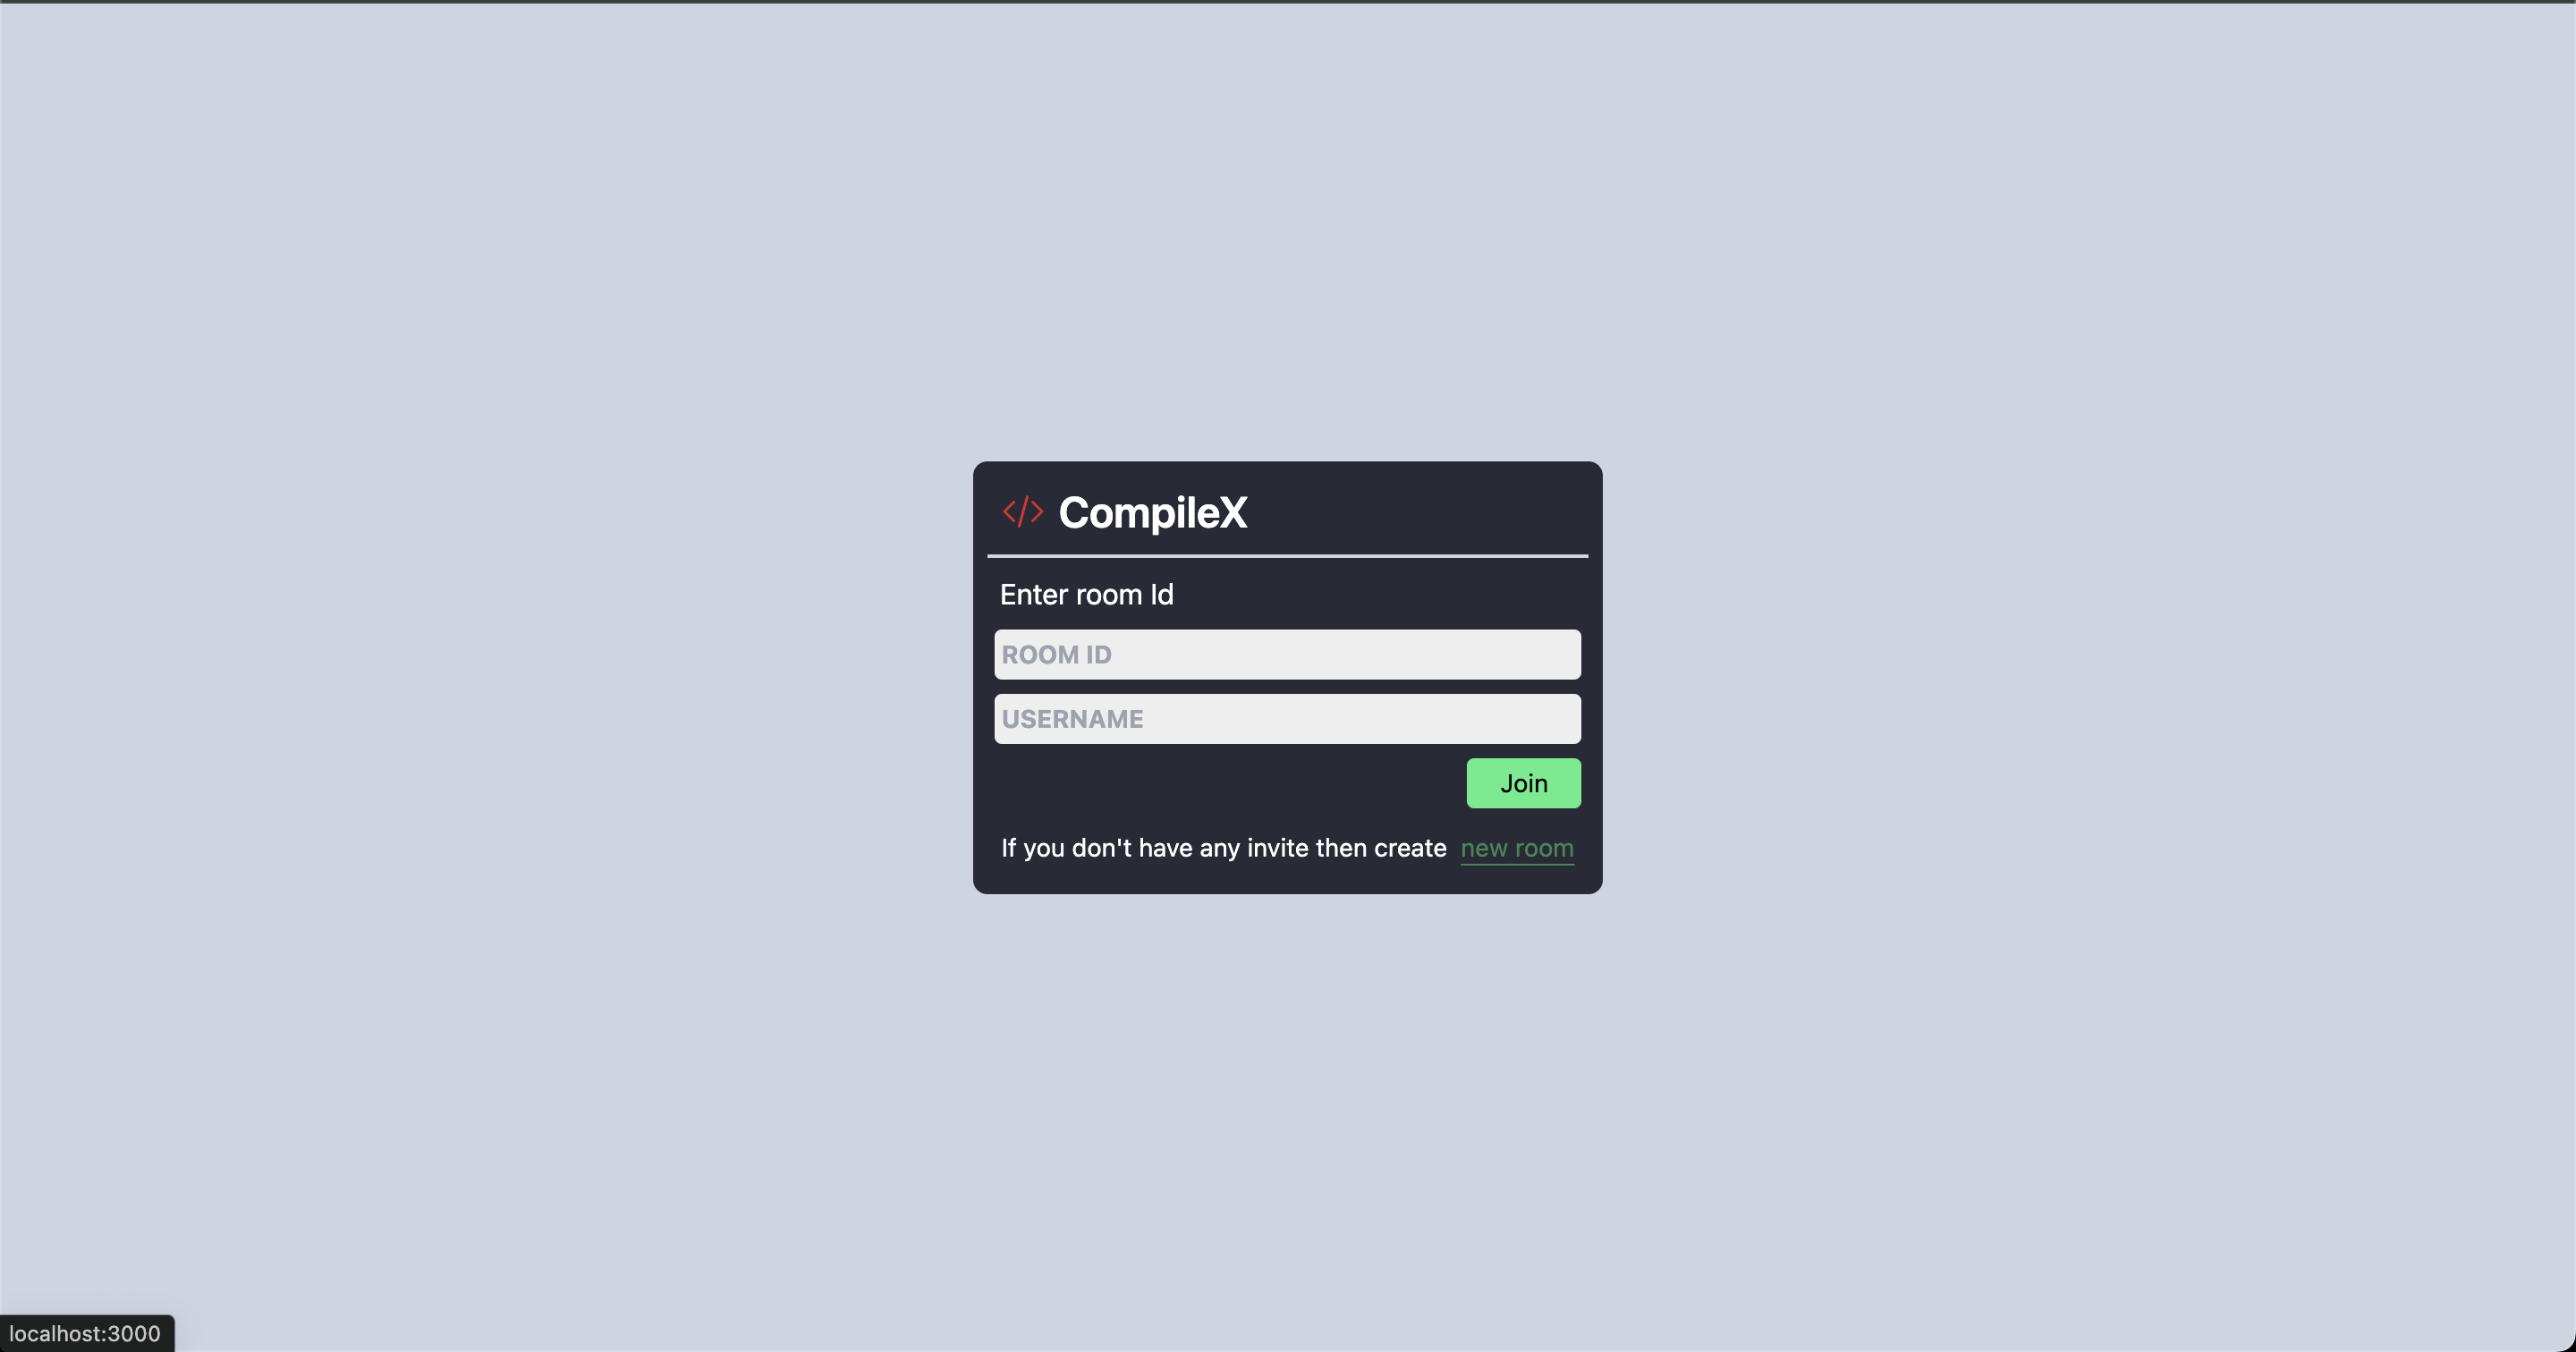 </> CompileX
Enter room Id
ROOM ID
USERNAME
Join
If you don't have any invite then create new room
localhost:3000